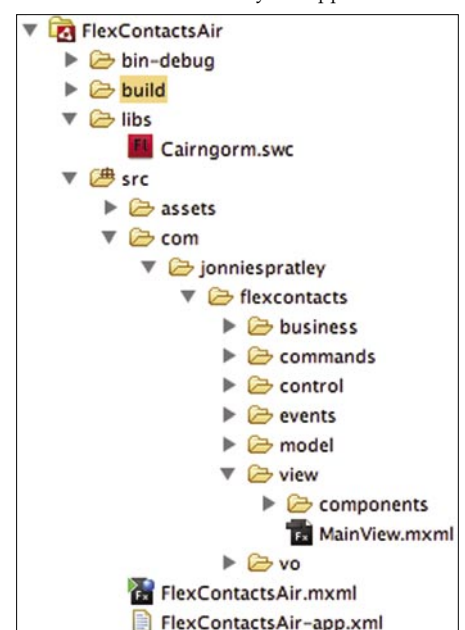 FlexContactsAir
bin-debug
build
libs
Cairngorm.swc
src
assets
com
jonniespratley
flexcontacts
business
commands
control
events
model
view
components
MainView.mxml
vo
FlexContactsAir.mxml
FlexContactsAir-app.xml